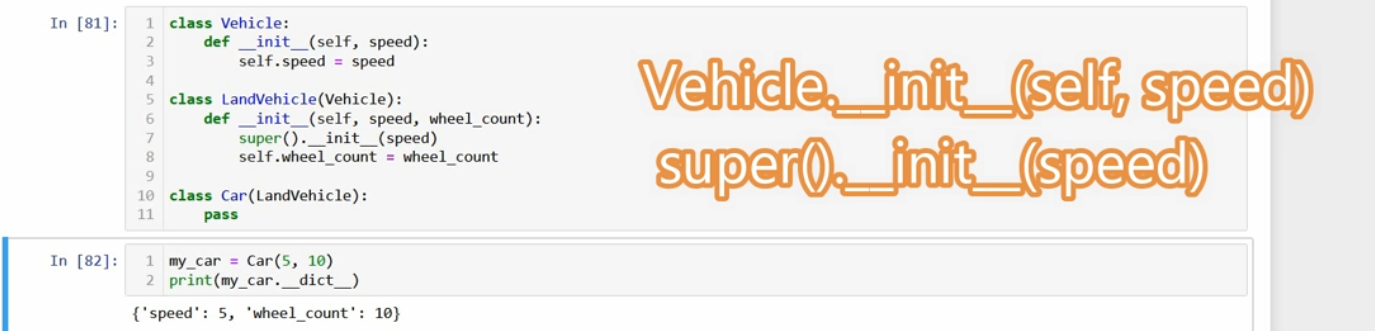 In [81]:
1 class Vehicle:
2     def __init__(self, speed):
3         self.speed = speed
4
5 class LandVehicle(Vehicle):
6     def __init__(self, speed, wheel_count):
7         super().__init__(speed)
8         self.wheel_count = wheel_count
9
10 class Car(LandVehicle):
11     pass
Vehicle.__init__(self, speed)
super().__init__(speed)
In [82]:
1 my_car = Car(5, 10)
2 print(my_car.__dict__)
{'speed': 5, 'wheel_count': 10}